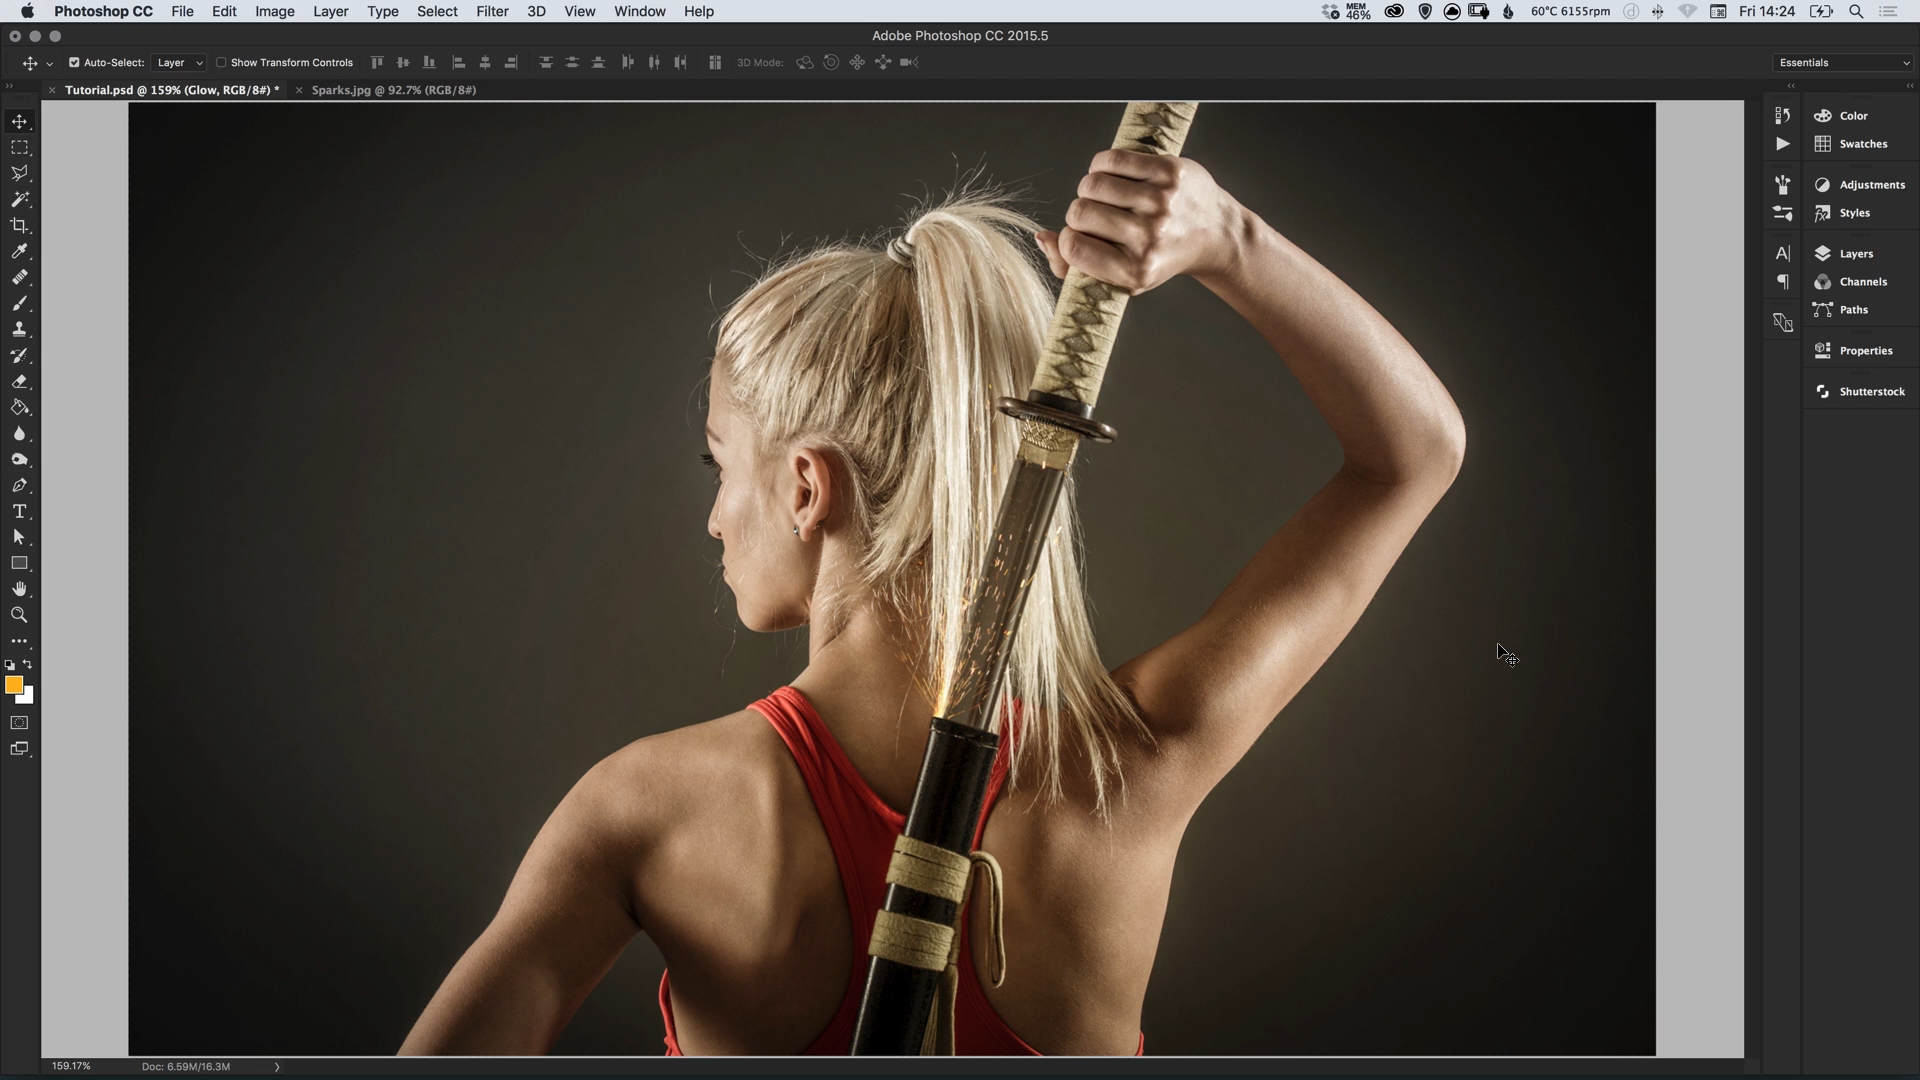 Photoshop CC File Edit Image Layer Type Select Filter 3D View Window Help MEM 46% 60°C 6155rpm Fri 14:24
Adobe Photoshop CC 2015.5
Auto-Select: Layer Show Transform Controls 3D Mode: Essentials
Tutorial.psd @ 159% (Glow, RGB/8#) * Sparks.jpg @ 92.7% (RGB/8#)
Color
Swatches
Adjustments
Styles
Layers
Channels
Paths
Properties
Shutterstock
159.17% Doc: 6.59M/16.3M